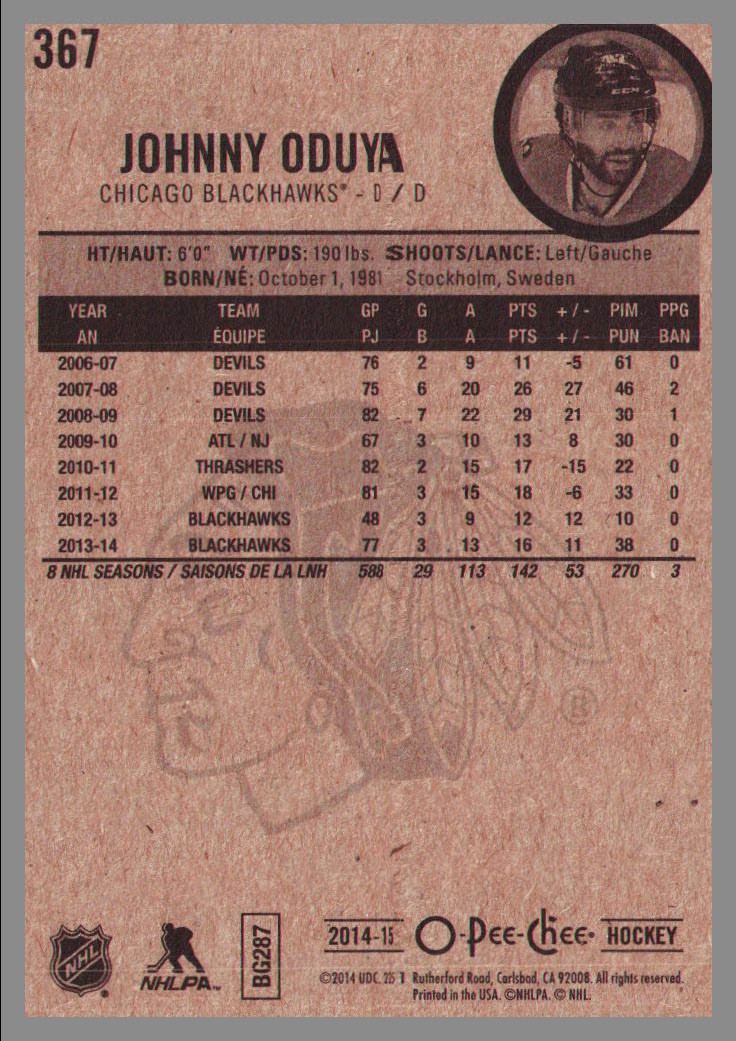 367
JOHNNY ODUYA
CHICAGO BLACKHAWKS® - D / D
HT/HAUT: 6'0" WT/PDS: 190 lbs. SHOOTS/LANCE: Left/Gauche
BORN/NÉ: October 1, 1981 Stockholm, Sweden
YEAR TEAM GP G A PTS + / - PIM PPG
AN ÉQUIPE PJ B A PTS + / - PUN BAN
2006-07 DEVILS 76 2 9 11 -5 61 0
2007-08 DEVILS 75 6 20 26 27 46 2
2008-09 DEVILS 82 7 22 29 21 30 1
2009-10 ATL / NJ 67 3 10 13 8 30 0
2010-11 THRASHERS 82 2 15 17 -15 22 0
2011-12 WPG / CHI 81 3 15 18 -6 33 0
2012-13 BLACKHAWKS 48 3 9 12 12 10 0
2013-14 BLACKHAWKS 77 3 13 16 11 38 0
8 NHL SEASONS / SAISONS DE LA LNH 588 29 113 142 53 270 3
®
NHL
NHLPA™
BG287
2014-15 O-Pee-Chee® HOCKEY
©2014 UDC. Rutherford Road, Carlsbad, CA 92008. All rights reserved.
Printed in the USA. ©NHLPA. © NHL.
CCM